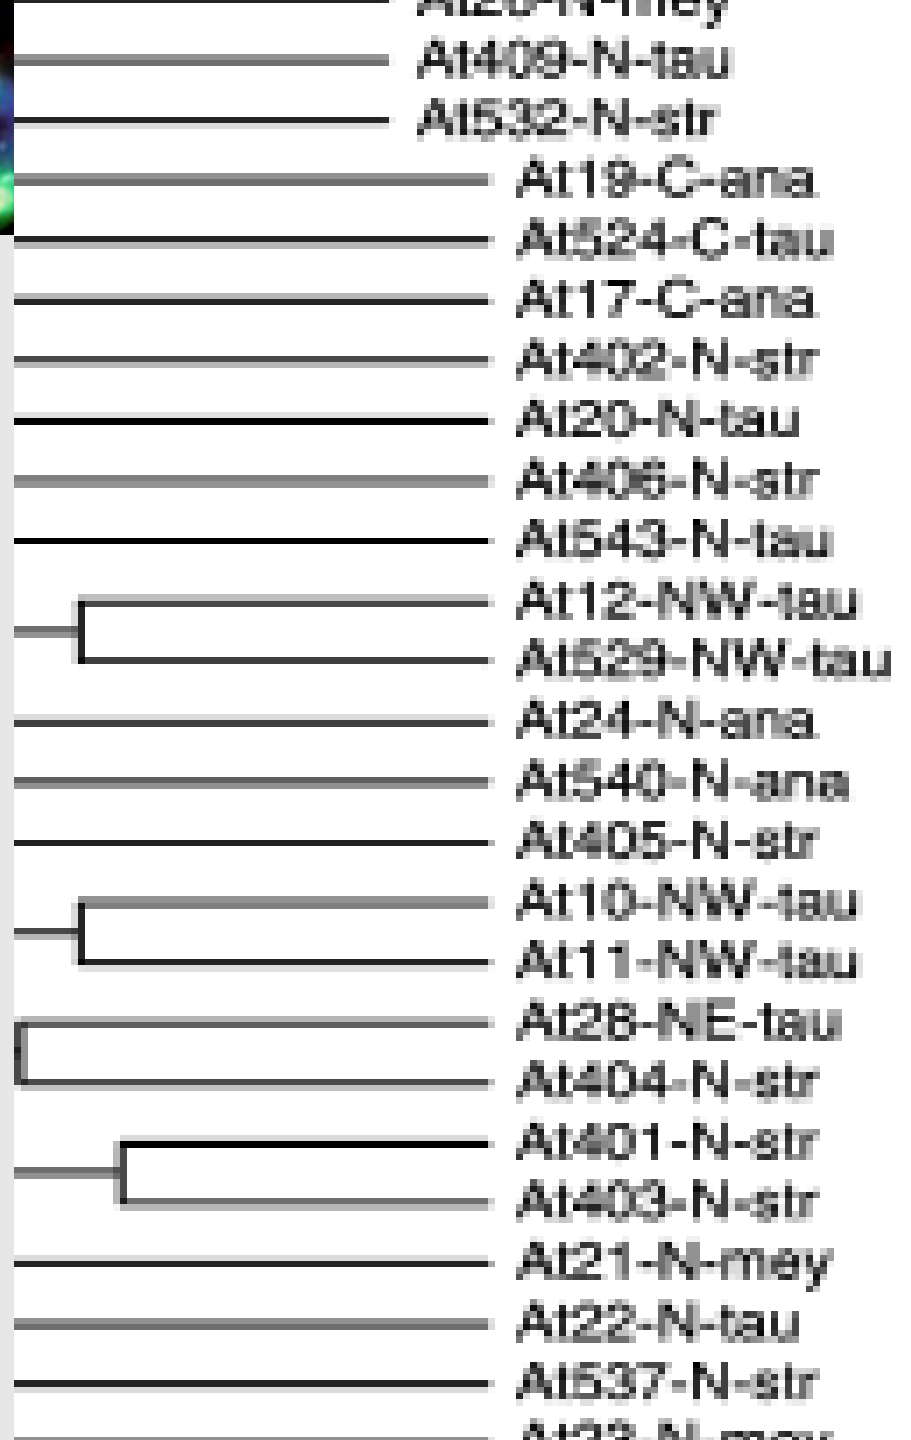 At409-N-tau
At532-N-str
At19-C-ana
At524-C-tau
At17-C-ana
At402-N-str
At20-N-tau
At406-N-str
At543-N-tau
At12-NW-tau
At529-NW-tau
At24-N-ana
At540-N-ana
At405-N-str
At10-NW-tau
At11-NW-tau
At28-NE-tau
At404-N-str
At401-N-str
At403-N-str
At21-N-mey
At22-N-tau
At537-N-str